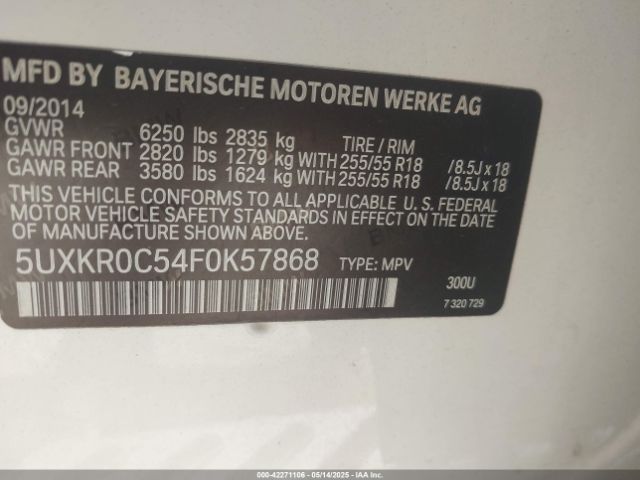 MFD BY BAYERISCHE MOTOREN WERKE AG
09/2014
GVWR 6250 lbs 2835 kg TIRE / RIM
GAWR FRONT 2820 lbs 1279 kg WITH 255/55 R18 /8.5J x 18
GAWR REAR 3580 lbs 1624 kg WITH 255/55 R18 /8.5J x 18
THIS VEHICLE CONFORMS TO ALL APPLICABLE U. S. FEDERAL
MOTOR VEHICLE SAFETY STANDARDS IN EFFECT ON THE DATE
OF MANUFACTURE SHOWN ABOVE.
5UXKR0C54F0K57868 TYPE: MPV 300U
7 320 729
000-42271106 - 05/14/2025 - IAAI, Inc.